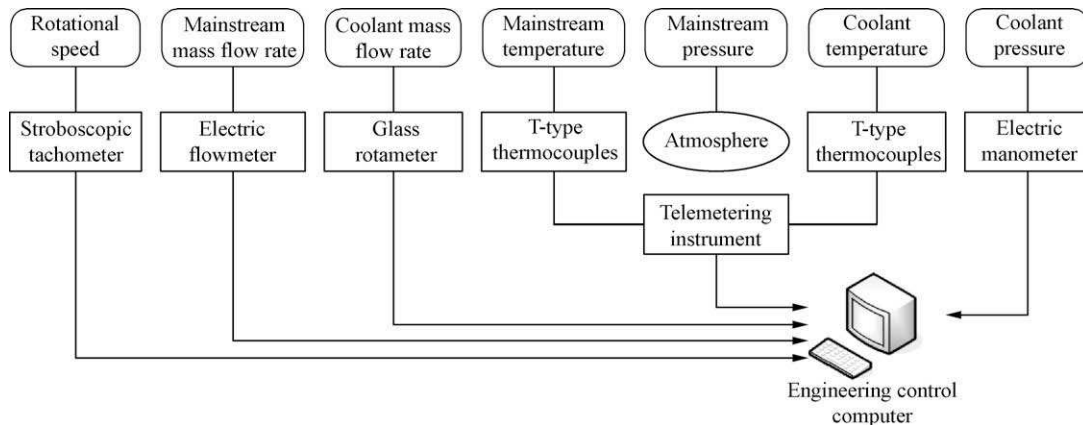 Rotational
speed
Mainstream
mass flow rate
Coolant mass
flow rate
Mainstream
temperature
Mainstream
pressure
Coolant
temperature
Coolant
pressure
Stroboscopic
tachometer
Electric
flowmeter
Glass
rotameter
T-type
thermocouples
Atmosphere
T-type
thermocouples
Electric
manometer
Telemetering
instrument
Engineering control
computer